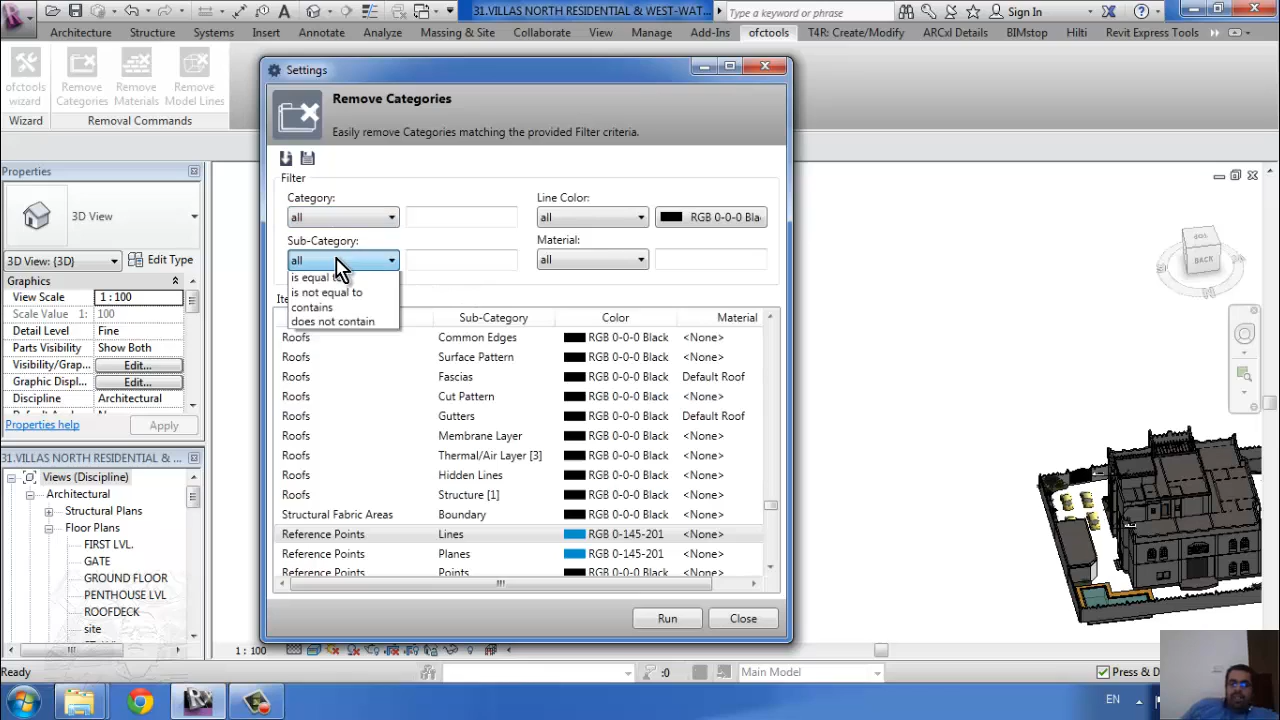 31.VILLAS NORTH RESIDENTIAL & WEST-WAT...
Type a keyword or phrase
Sign In
Architecture Structure Systems Insert Annotate Analyze Massing & Site Collaborate View Manage Add-Ins ofctools T4R: Create/Modify ARCxl Details BIMstop Hilti Revit Express Tools
ofctools wizard
Remove Categories
Remove Materials
Remove Model Lines
Wizard
Removal Commands
Settings
Remove Categories
Easily remove Categories matching the provided Filter criteria.
Filter
Category:
all
Line Color:
all
RGB 0-0-0 Bla
Sub-Category:
all
Material:
all
is equal
is not equal to
contains
does not contain
Sub-Category Color Material
Roofs Common Edges RGB 0-0-0 Black <None>
Roofs Surface Pattern RGB 0-0-0 Black <None>
Roofs Fascias RGB 0-0-0 Black Default Roof
Roofs Cut Pattern RGB 0-0-0 Black <None>
Roofs Gutters RGB 0-0-0 Black Default Roof
Roofs Membrane Layer RGB 0-0-0 Black <None>
Roofs Thermal/Air Layer [3] RGB 0-0-0 Black <None>
Roofs Hidden Lines RGB 0-0-0 Black <None>
Roofs Structure [1] RGB 0-0-0 Black <None>
Structural Fabric Areas Boundary RGB 0-0-0 Black <None>
Reference Points Lines RGB 0-145-201 <None>
Reference Points Planes RGB 0-145-201 <None>
Reference Points Points RGB 0-0-0 Black <None>
Run
Close
Properties
3D View
3D View: {3D}
Edit Type
Graphics
View Scale 1 : 100
Scale Value 1: 100
Detail Level Fine
Parts Visibility Show Both
Visibility/Grap... Edit...
Graphic Displ... Edit...
Discipline Architectural
Properties help
Apply
31.VILLAS NORTH RESIDENTIAL & ...
Views (Discipline)
Architectural
Structural Plans
Floor Plans
FIRST LVL.
GATE
GROUND FLOOR
PENTHOUSE LVL
ROOFDECK
site
1 : 100
TOP
BACK
Ready
:0
Main Model
Press & D
EN